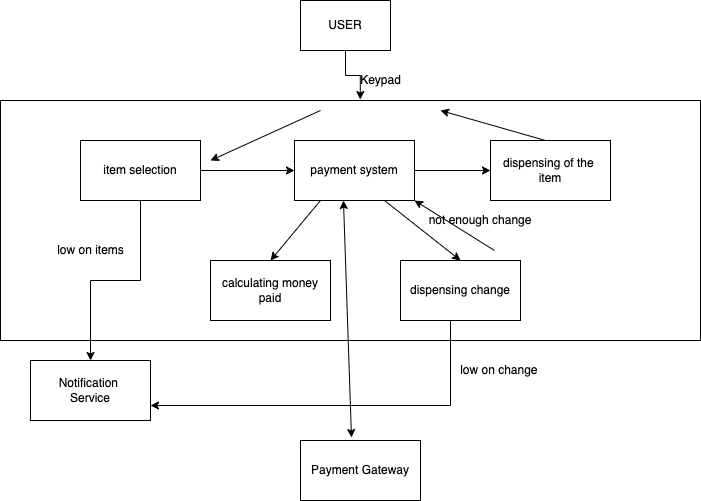 USER
Keypad
item selection
payment system
dispensing of the
item
not enough change
low on items
calculating money
paid
dispensing change
low on change
Notification
Service
Payment Gateway